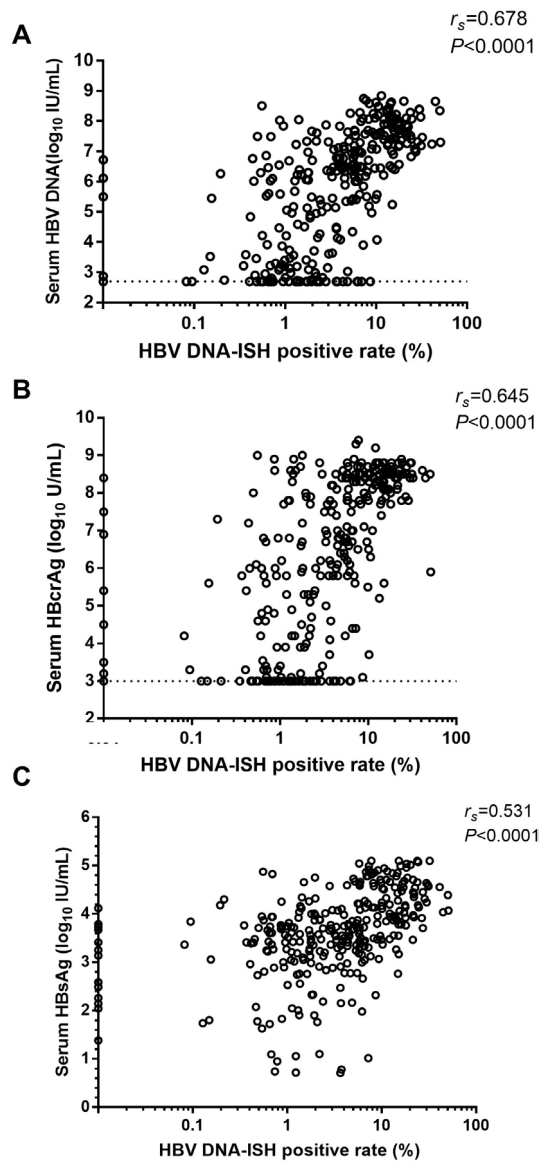 A
rs=0.678
P<0.0001
10
9
8
7
6
5
4
3
2
Serum HBV DNA(log10 IU/mL)
0.1 1 10 100
HBV DNA-ISH positive rate (%)
B
rs=0.645
P<0.0001
10
9
8
7
6
5
4
3
2
Serum HBcrAg (log10 U/mL)
0.1 1 10 100
HBV DNA-ISH positive rate (%)
C
rs=0.531
P<0.0001
6
5
4
3
2
1
0
Serum HBsAg (log10 IU/mL)
0.1 1 10 100
HBV DNA-ISH positive rate (%)